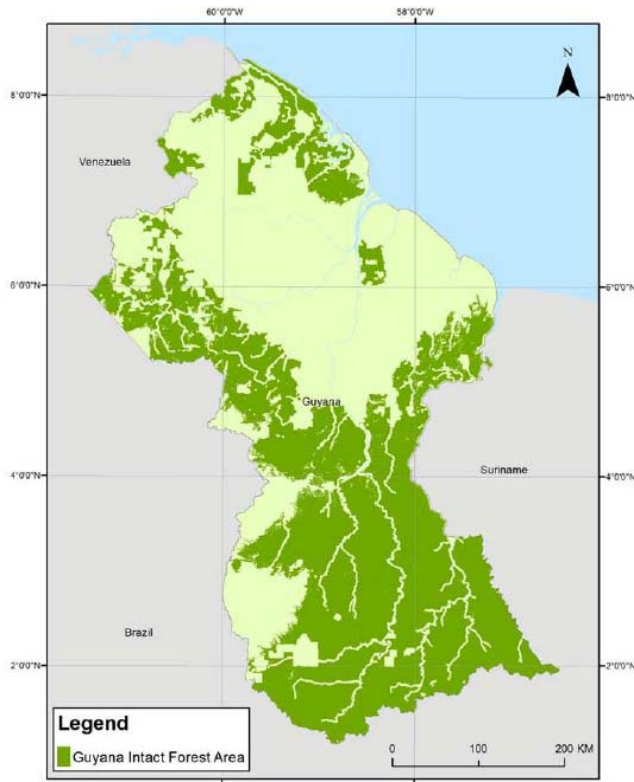 60°0'0"W 58°0'0"W
N
8°0'0"N 8°0'0"N
Venezuela
6°0'0"N 6°0'0"N
Guyana
Suriname
4°0'0"N 4°0'0"N
Brazil
2°0'0"N 2°0'0"N
Legend
Guyana Intact Forest Area
0 100 200 KM